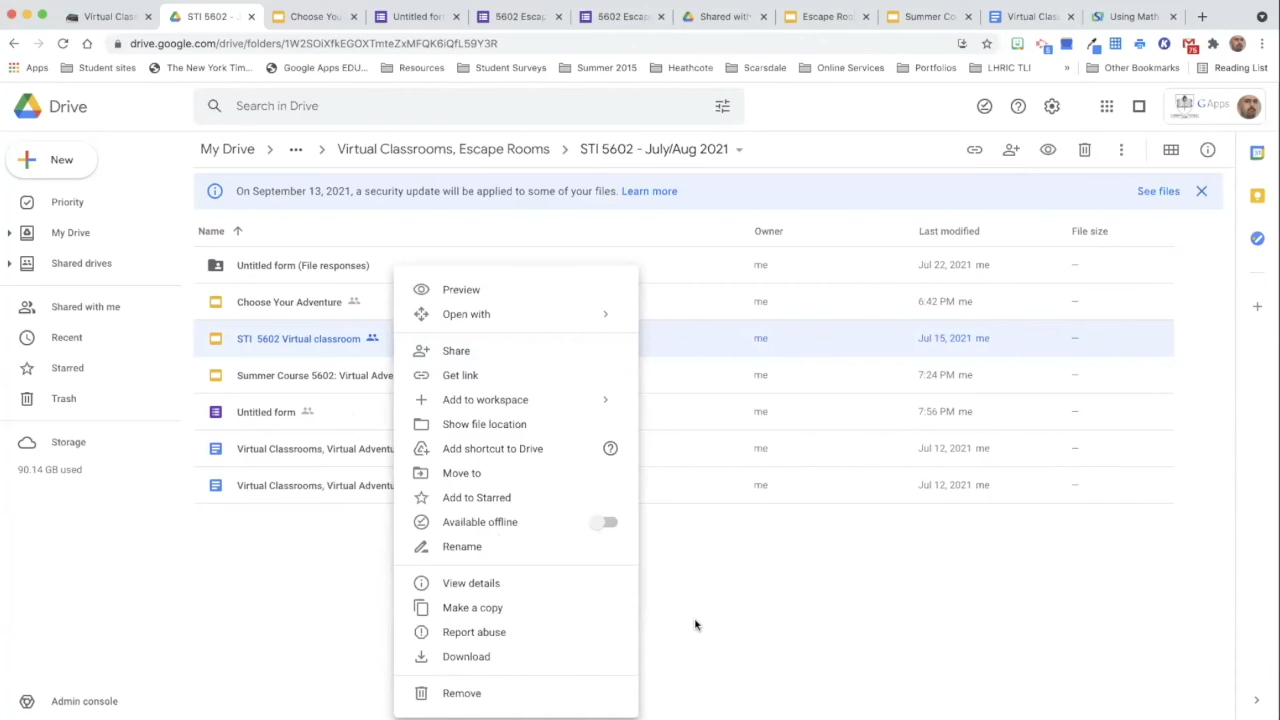 Virtual Class
STI 5602 - J
Choose You
Untitled for
5602 Escap
5602 Escap
Shared with
Escape Roo
Summer Co
Virtual Clas
Using Math
drive.google.com/drive/folders/1W2SOiXfkEGOXTmteZxMFQK6iQfL59Y3R
75
Apps
Student sites
The New York Tim...
Google Apps EDU...
Resources
Student Surveys
Summer 2015
Heathcote
Scarsdale
Online Services
Portfolios
LHRIC TLI
»
Other Bookmarks
Reading List
Drive
Search in Drive
G Apps
New
My Drive > ... > Virtual Classrooms, Escape Rooms > STI 5602 - July/Aug 2021
On September 13, 2021, a security update will be applied to some of your files. Learn more
See files
Priority
My Drive
Shared drives
Shared with me
Recent
Starred
Trash
Storage
90.14 GB used
Admin console
Name
Owner
Last modified
File size
Untitled form (File responses)
me
Jul 22, 2021 me
—
Choose Your Adventure
me
6:42 PM me
—
STI 5602 Virtual classroom
me
Jul 15, 2021 me
—
Summer Course 5602: Virtual Adve
me
7:24 PM me
—
Untitled form
me
7:56 PM me
—
Virtual Classrooms, Virtual Adventu
me
Jul 12, 2021 me
—
Virtual Classrooms, Virtual Adventu
me
Jul 12, 2021 me
—
Preview
Open with
Share
Get link
Add to workspace
Show file location
Add shortcut to Drive
Move to
Add to Starred
Available offline
Rename
View details
Make a copy
Report abuse
Download
Remove